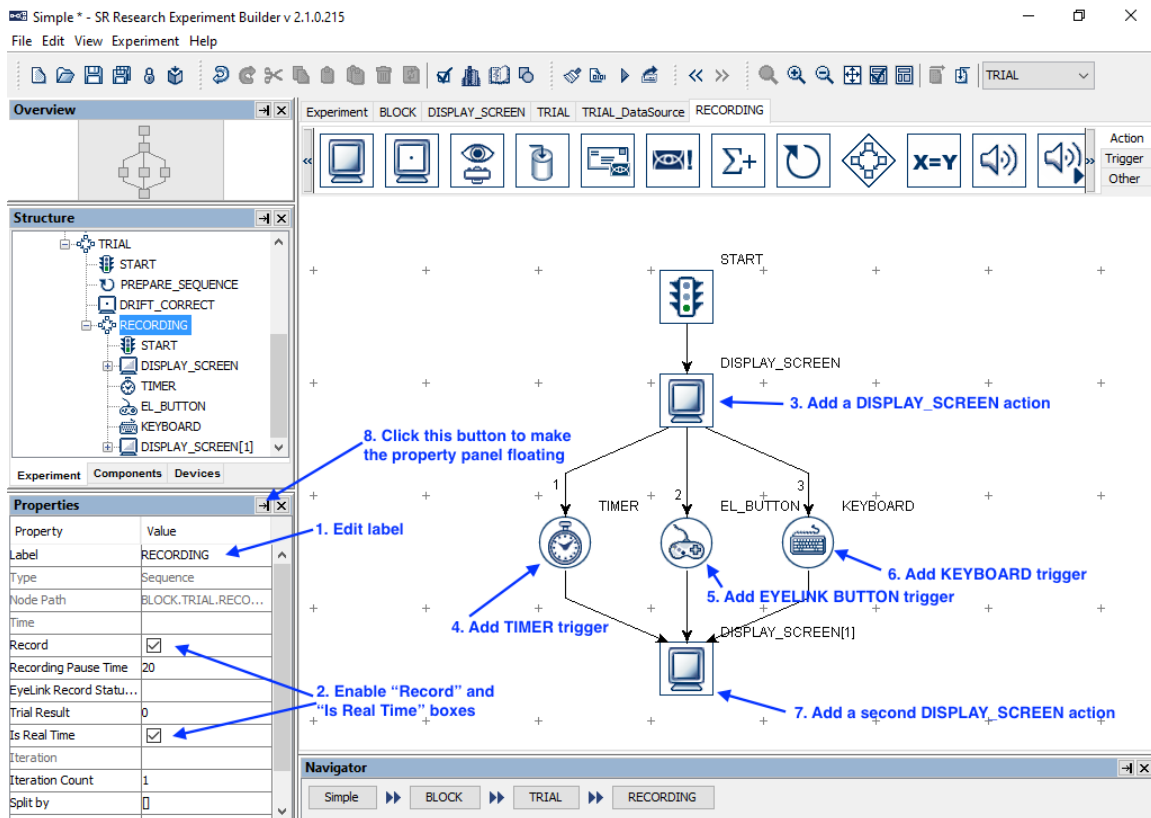 Simple * - SR Research Experiment Builder v 2.1.0.215
File Edit View Experiment Help
TRIAL
Overview
Experiment BLOCK DISPLAY_SCREEN TRIAL TRIAL_DataSource RECORDING
X=Y
Action
Trigger
Other
Structure
TRIAL
START
PREPARE_SEQUENCE
DRIFT_CORRECT
RECORDING
START
DISPLAY_SCREEN
TIMER
EL_BUTTON
KEYBOARD
DISPLAY_SCREEN[1]
Experiment Components Devices
START
DISPLAY_SCREEN
3. Add a DISPLAY_SCREEN action
8. Click this button to make
the property panel floating
1
2
3
TIMER
EL_BUTTON
KEYBOARD
6. Add KEYBOARD trigger
5. Add EYELINK BUTTON trigger
4. Add TIMER trigger
DISPLAY_SCREEN[1]
7. Add a second DISPLAY_SCREEN action
Properties
Property Value
Label RECORDING
1. Edit label
Type Sequence
Node Path BLOCK.TRIAL.RECO...
Time
Record
Recording Pause Time 20
EyeLink Record Statu...
2. Enable “Record” and
“Is Real Time” boxes
Trial Result 0
Is Real Time
Iteration
Iteration Count 1
Split by []
Navigator
Simple BLOCK TRIAL RECORDING